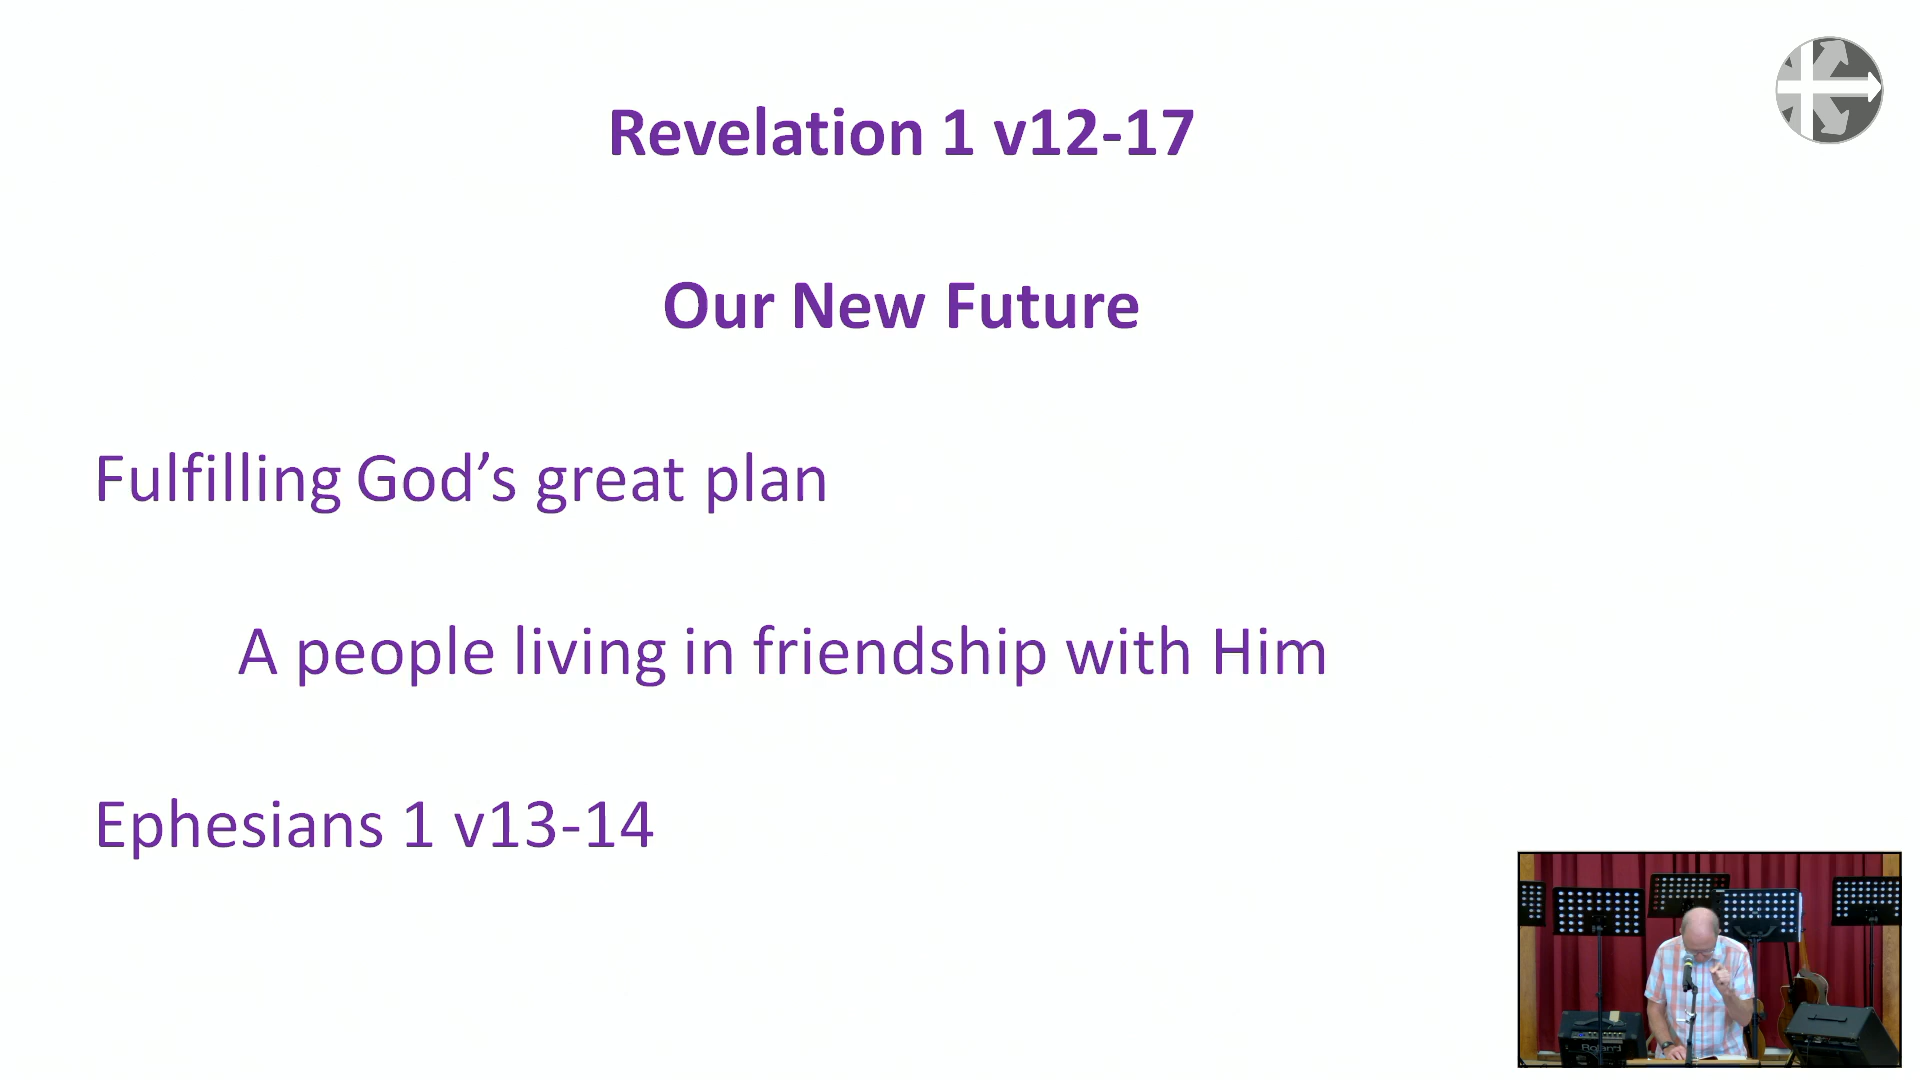 Revelation 1 v12-17
Our New Future
Fulfilling God’s great plan
A people living in friendship with Him
Ephesians 1 v13-14
Roland